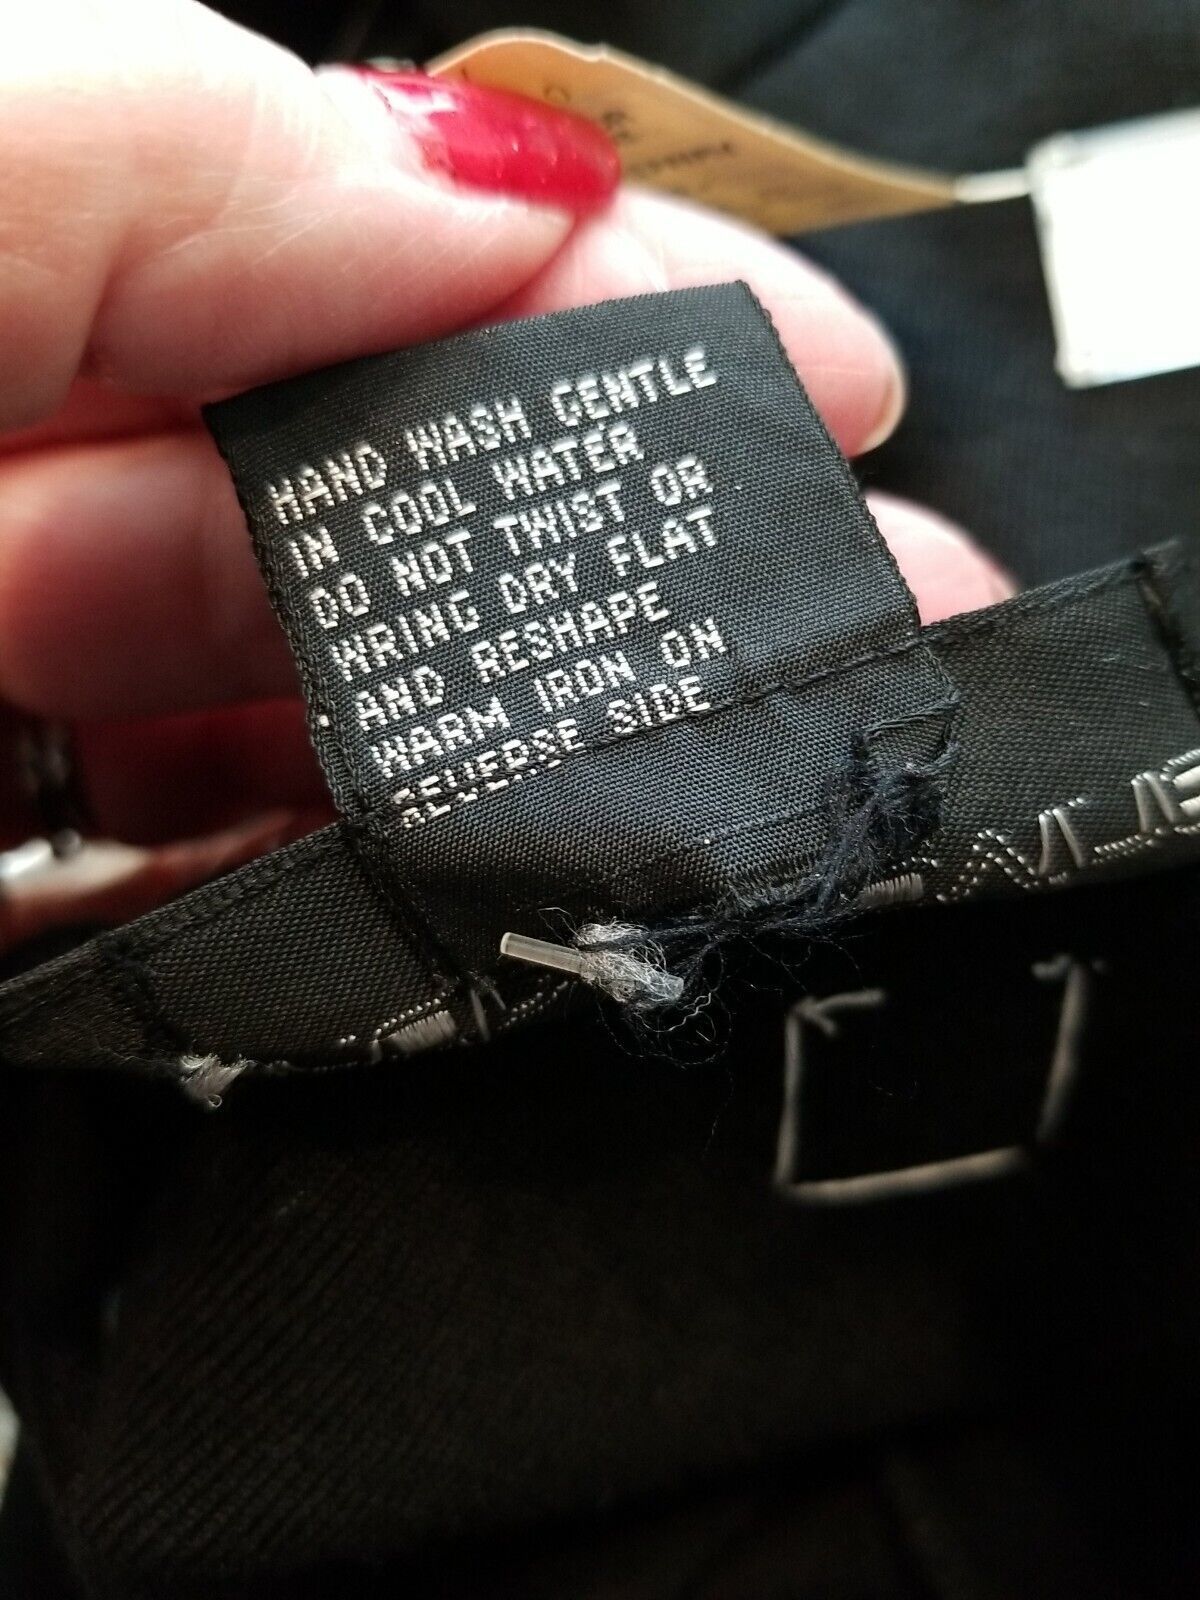 HAND WASH GENTLE
IN COOL WATER
DO NOT TWIST OR
WRING DRY FLAT
AND RESHAPE
WARM IRON ON
REVERSE SIDE